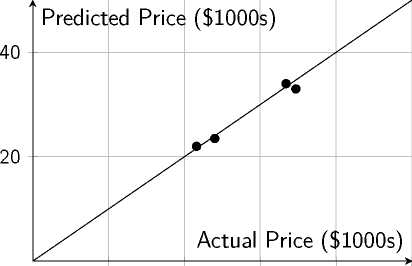 Predicted Price ($1000s)
40
20
Actual Price ($1000s)